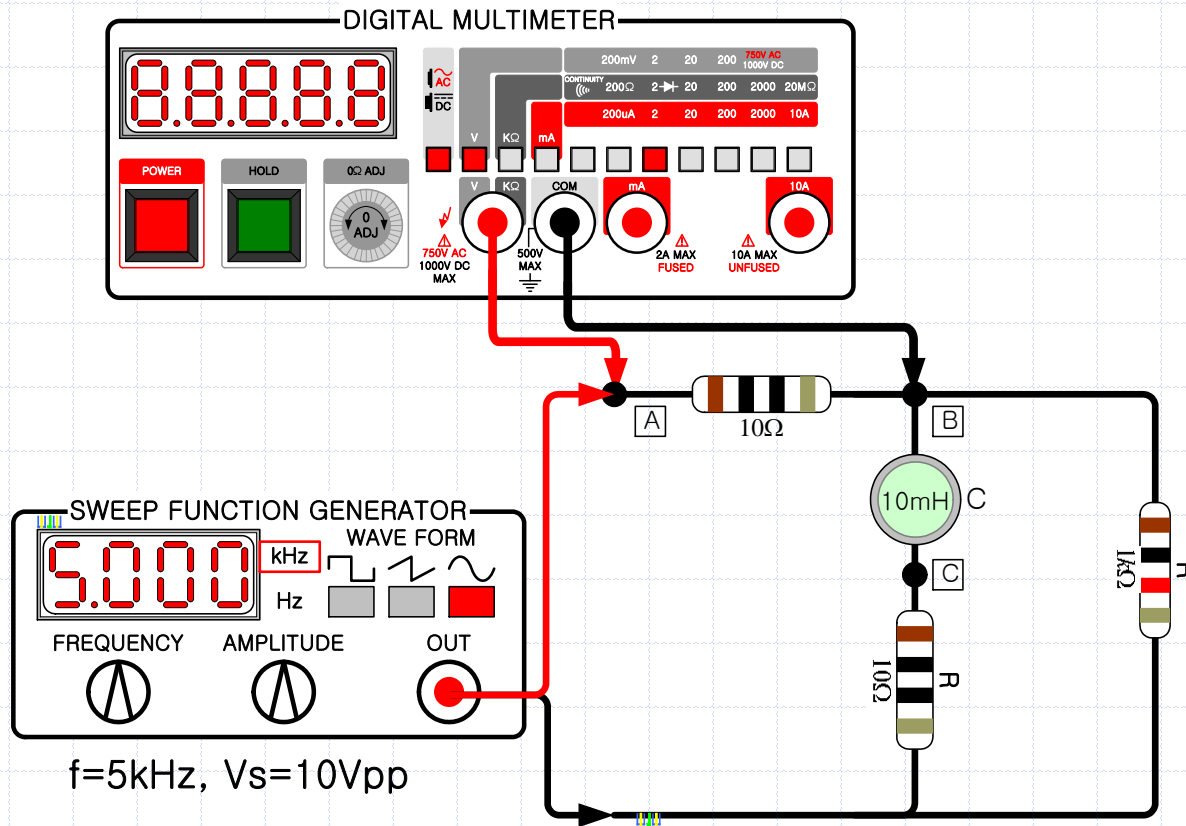 DIGITAL MULTIMETER
8.8.8.8.8
AC
DC
200mV 2 20 200 750V AC
1000V DC
CONTINUITY 200Ω 2 20 200 2000 20MΩ
200uA 2 20 200 2000 10A
V KΩ mA
POWER HOLD 0Ω ADJ
0
ADJ
V KΩ COM mA 10A
750V AC
1000V DC
MAX
500V
MAX
2A MAX
FUSED
10A MAX
UNFUSED
A
10Ω
B
10mH C
C
R
10Ω
1kΩ
SWEEP FUNCTION GENERATOR
5.000
kHz
Hz
WAVE FORM
FREQUENCY AMPLITUDE OUT
f=5kHz, Vs=10Vpp